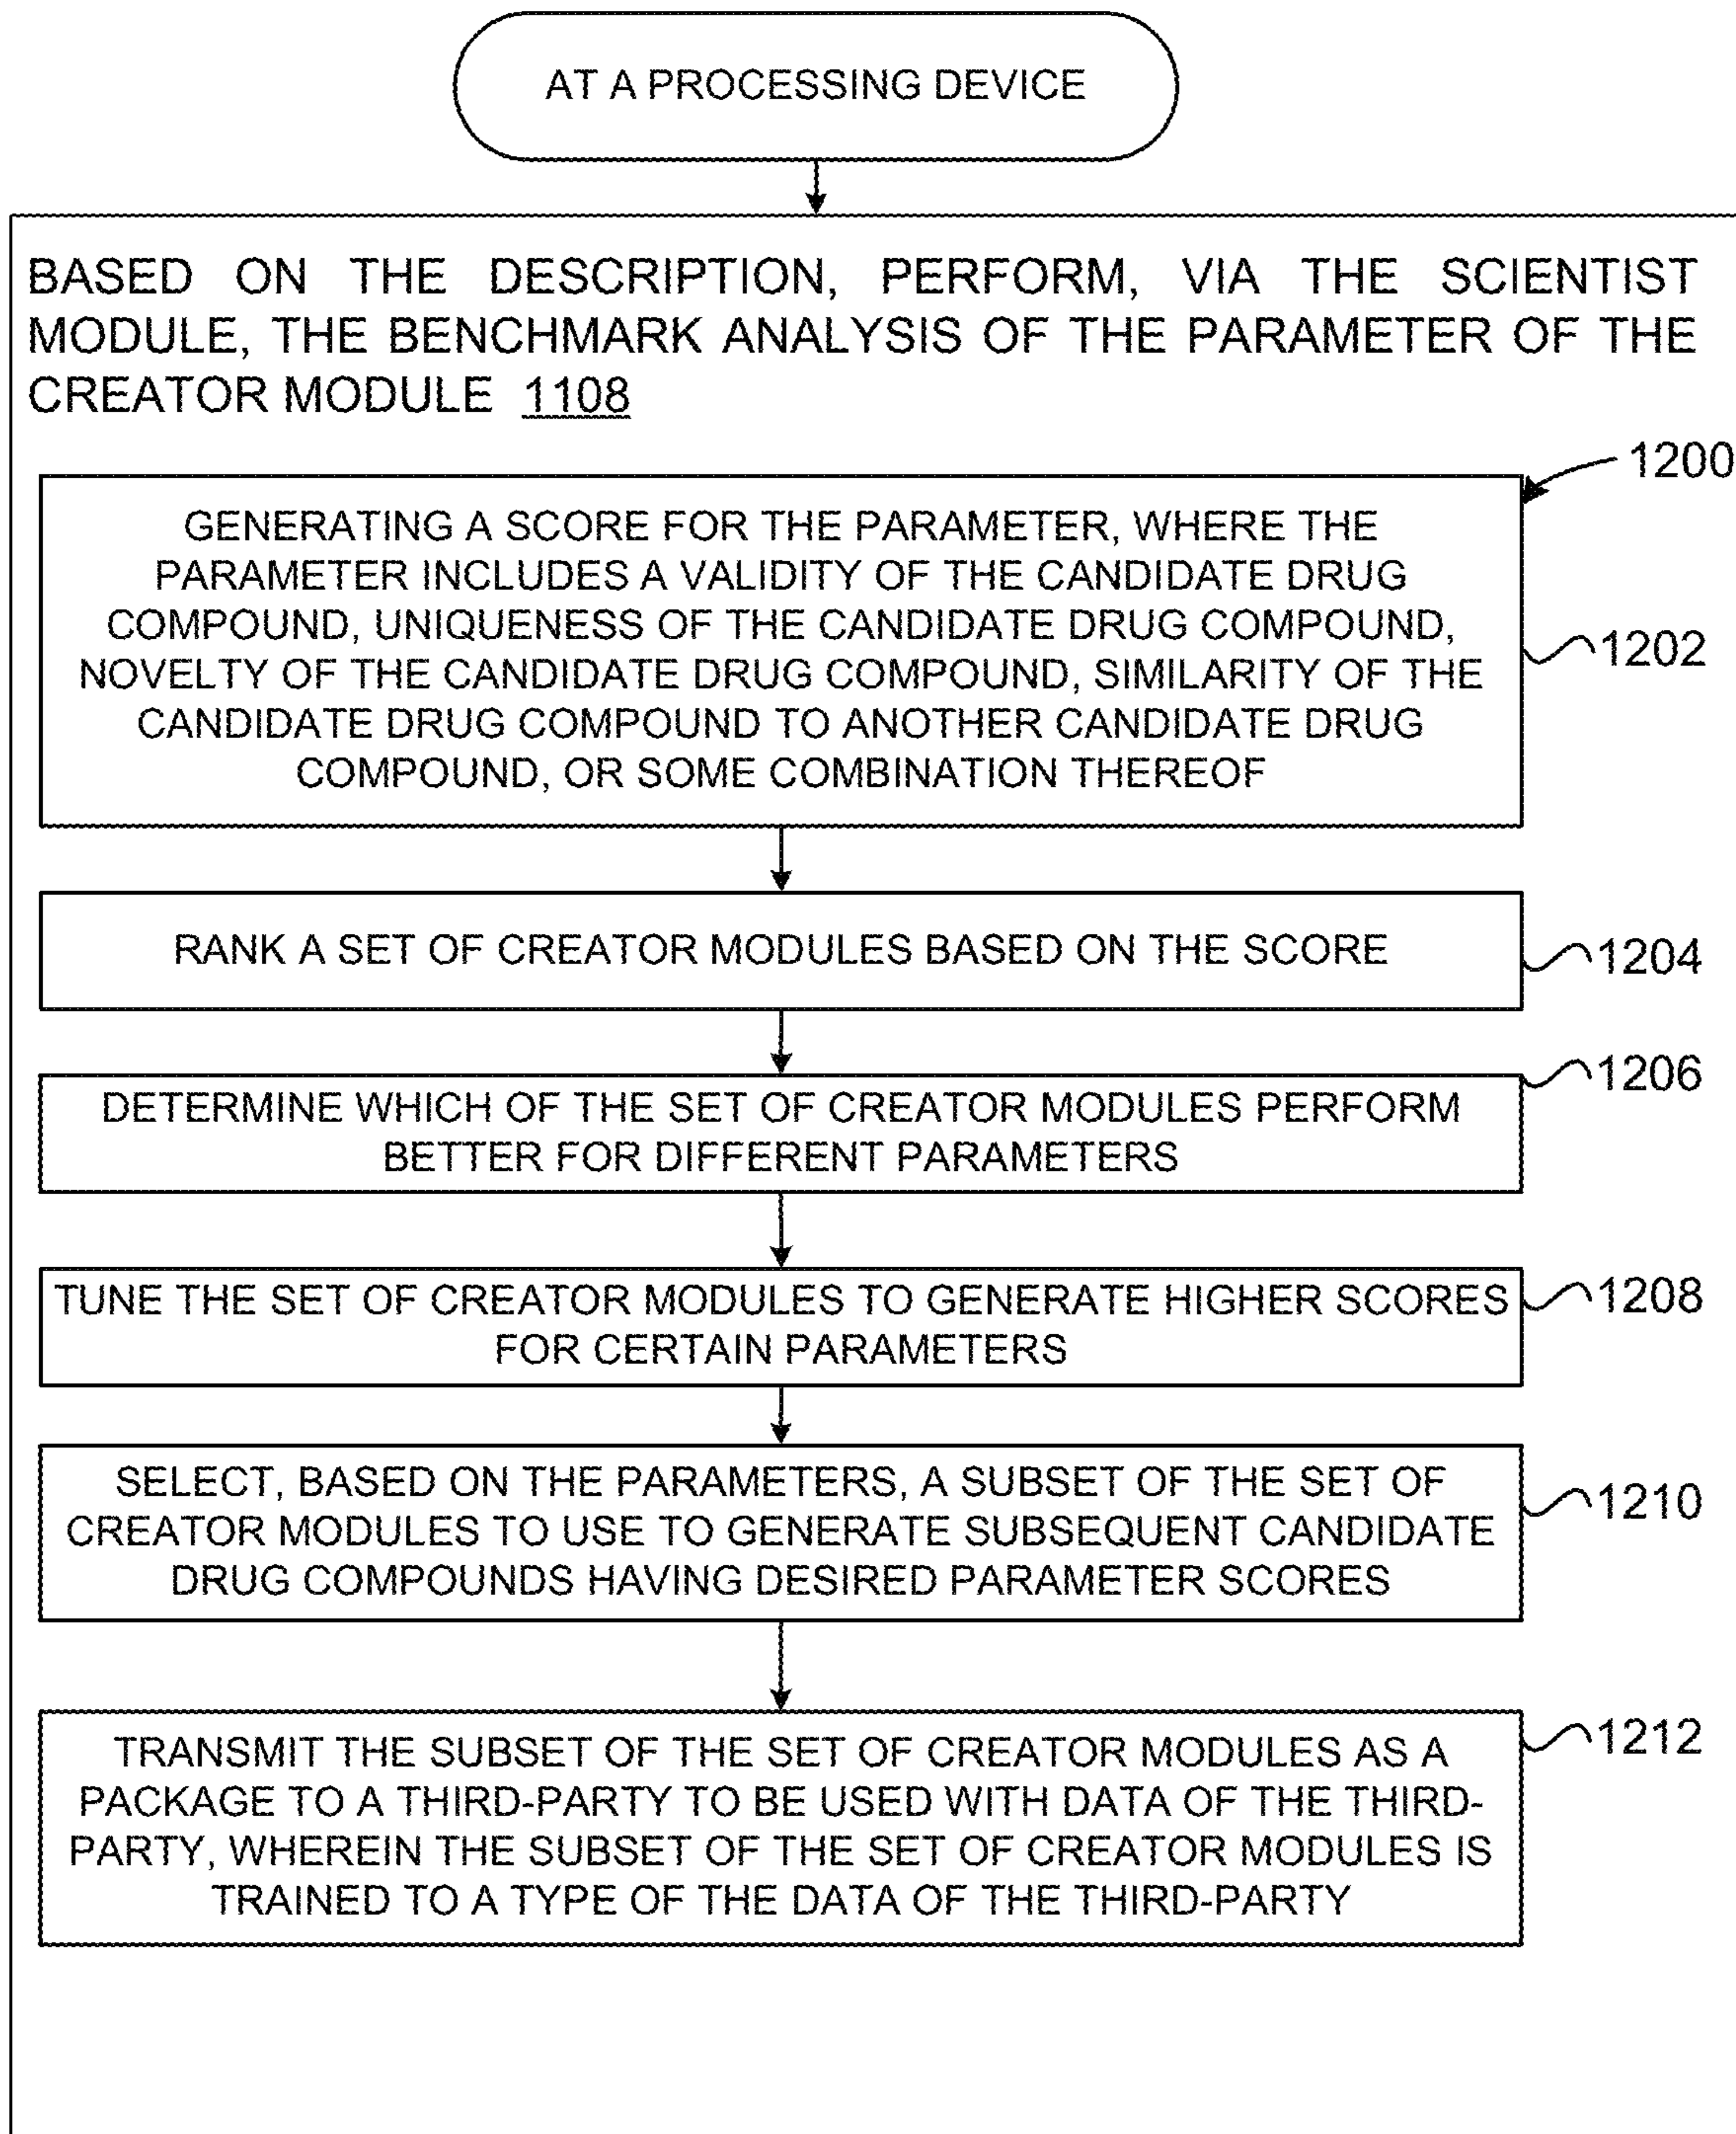 AT A PROCESSING DEVICE
BASED ON THE DESCRIPTION, PERFORM, VIA THE SCIENTIST
MODULE, THE BENCHMARK ANALYSIS OF THE PARAMETER OF THE
CREATOR MODULE 1108
1200
GENERATING A SCORE FOR THE PARAMETER, WHERE THE
PARAMETER INCLUDES A VALIDITY OF THE CANDIDATE DRUG
COMPOUND, UNIQUENESS OF THE CANDIDATE DRUG COMPOUND,
NOVELTY OF THE CANDIDATE DRUG COMPOUND, SIMILARITY OF THE
CANDIDATE DRUG COMPOUND TO ANOTHER CANDIDATE DRUG
COMPOUND, OR SOME COMBINATION THEREOF
1202
RANK A SET OF CREATOR MODULES BASED ON THE SCORE
1204
DETERMINE WHICH OF THE SET OF CREATOR MODULES PERFORM
BETTER FOR DIFFERENT PARAMETERS
1206
TUNE THE SET OF CREATOR MODULES TO GENERATE HIGHER SCORES
FOR CERTAIN PARAMETERS
1208
SELECT, BASED ON THE PARAMETERS, A SUBSET OF THE SET OF
CREATOR MODULES TO USE TO GENERATE SUBSEQUENT CANDIDATE
DRUG COMPOUNDS HAVING DESIRED PARAMETER SCORES
1210
TRANSMIT THE SUBSET OF THE SET OF CREATOR MODULES AS A
PACKAGE TO A THIRD-PARTY TO BE USED WITH DATA OF THE THIRD-
PARTY, WHEREIN THE SUBSET OF THE SET OF CREATOR MODULES IS
TRAINED TO A TYPE OF THE DATA OF THE THIRD-PARTY
1212